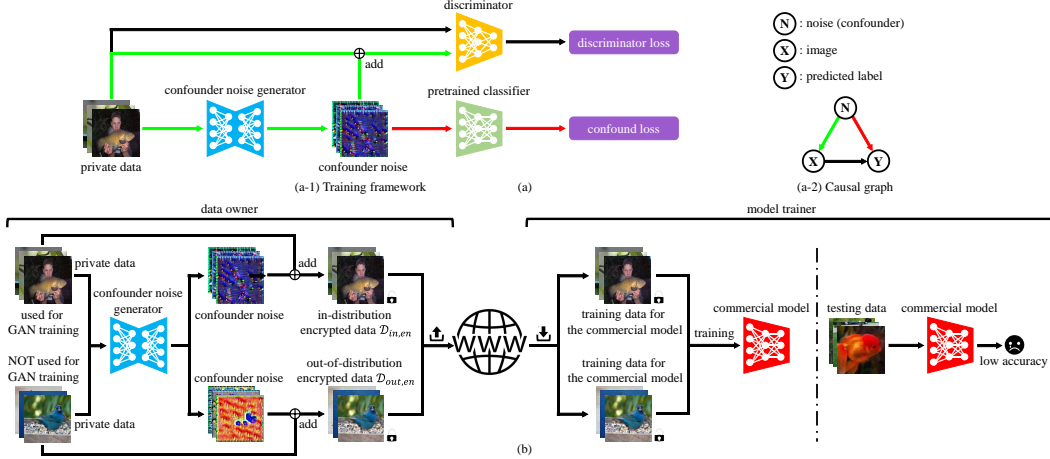 discriminator
discriminator loss
add
confounder noise generator
pretrained classifier
confound loss
private data
confounder noise
(a-1) Training framework
(a)
N : noise (confounder)
X : image
Y : predicted label
N
X
Y
(a-2) Causal graph
data owner
model trainer
private data
add
confounder noise
generator
used for
GAN training
confounder noise
in-distribution
encrypted data 𝒟in,en
NOT used for
GAN training
confounder noise
out-of-distribution
encrypted data 𝒟out,en
private data
add
WWW
training data for
the commercial model
training data for
the commercial model
training
commercial model
testing data
commercial model
low accuracy
(b)